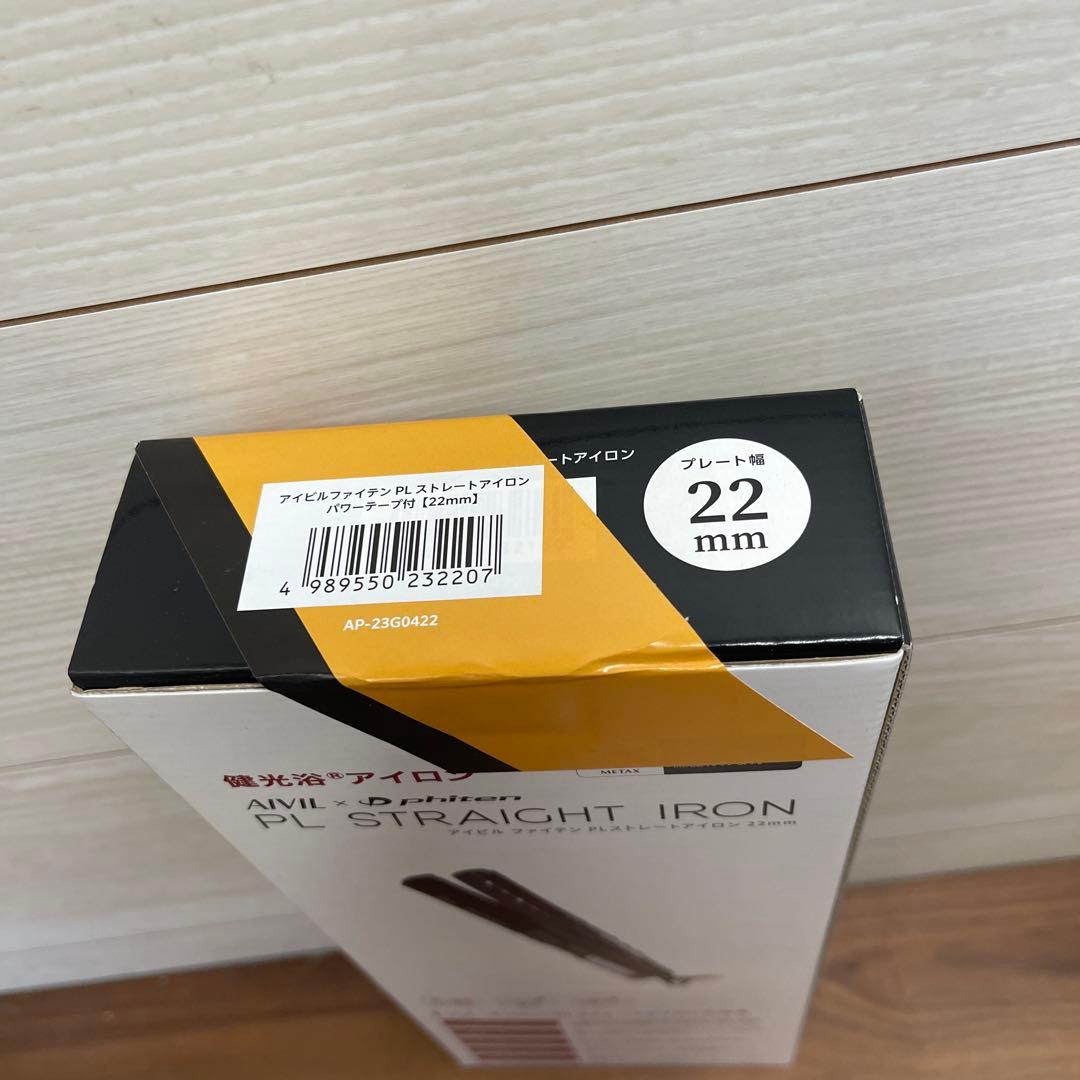 ートアイロン
プレート幅
22
mm
アイビルファイテン PL ストレートアイロン
パワーテープ付【22mm】
4 989550 232207
AP-23G0422
METAX
健光浴®アイロン
AIVIL × phiten
PL STRAIGHT IRON
アイビル ファイテン PLストレートアイロン 22mm